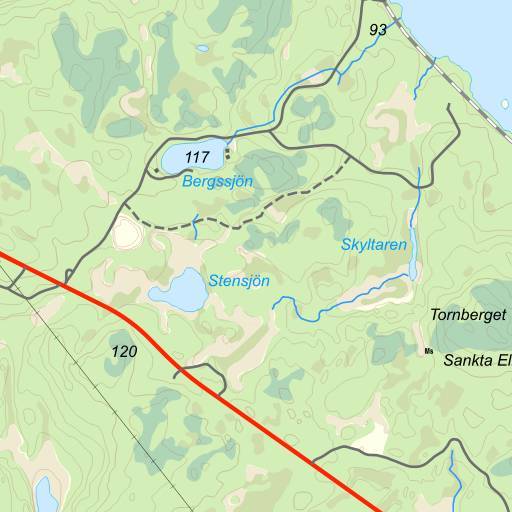 93
117
Bergssjön
Skyltaren
Stensjön
Tornberget
120
Ms
Sankta El